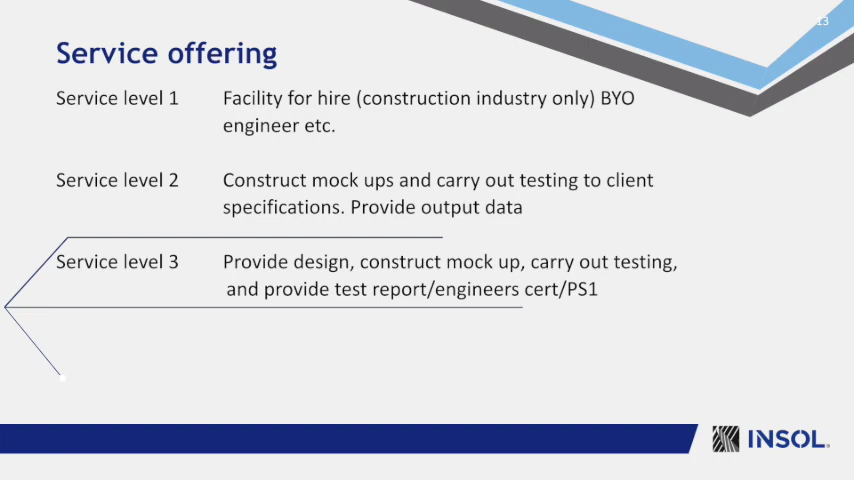 13
Service offering
Service level 1 Facility for hire (construction industry only) BYO
engineer etc.
Service level 2 Construct mock ups and carry out testing to client
specifications. Provide output data
Service level 3 Provide design, construct mock up, carry out testing,
and provide test report/engineers cert/PS1
INSOL